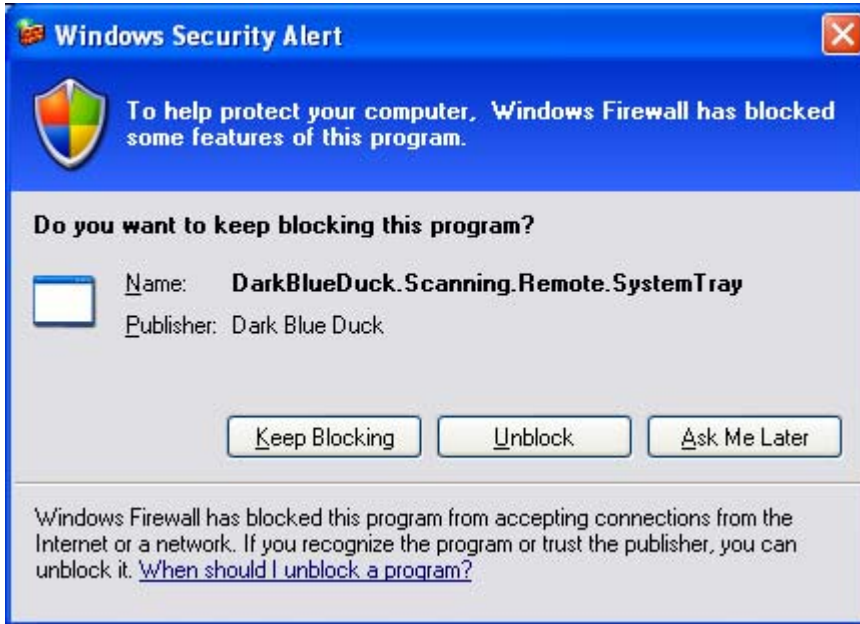 Windows Security Alert
To help protect your computer, Windows Firewall has blocked
some features of this program.
Do you want to keep blocking this program?
Name: DarkBlueDuck.Scanning.Remote.SystemTray
Publisher: Dark Blue Duck
Keep Blocking Unblock Ask Me Later
Windows Firewall has blocked this program from accepting connections from the
Internet or a network. If you recognize the program or trust the publisher, you can
unblock it. When should I unblock a program?